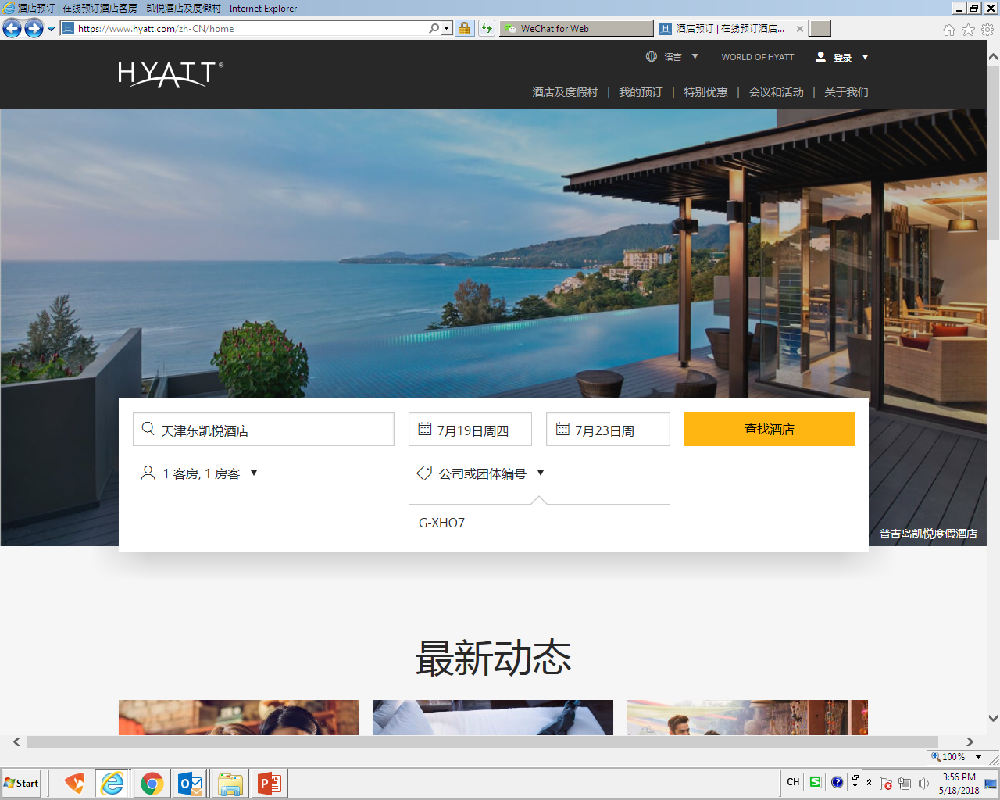 酒店预订 | 在线预订酒店客房 - 凯悦酒店及度假村 - Internet Explorer
https://www.hyatt.com/zh-CN/home
WeChat for Web
酒店预订 | 在线预订酒店...
语言
WORLD OF HYATT
登录
HYATT®
酒店及度假村 | 我的预订 | 特别优惠 | 会议和活动 | 关于我们
天津东凯悦酒店
7月19日周四
7月23日周一
查找酒店
1 客房, 1 房客
公司或团体编号
G-XHO7
普吉岛凯悦度假酒店
最新动态
100%
Start
CH
3:56 PM
5/18/2018